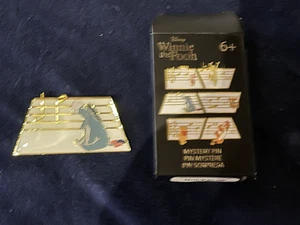 Disney
Winnie
the Pooh
6+
MYSTERY PIN
PIN MYSTÈRE
PIN SORPRESA